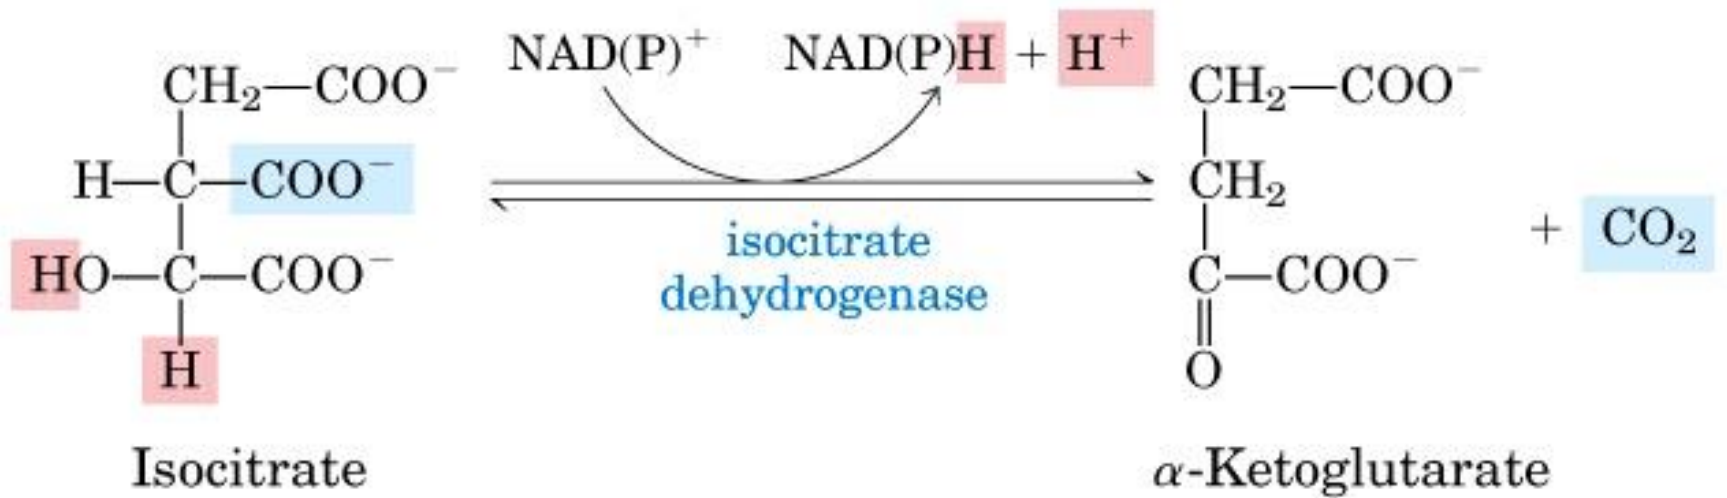 NAD(P)⁺ NAD(P)H + H⁺
CH₂—COO⁻
H—C—COO⁻
HO—C—COO⁻
H
Isocitrate
isocitrate
dehydrogenase
CH₂—COO⁻
CH₂
C—COO⁻
O
+ CO₂
α-Ketoglutarate